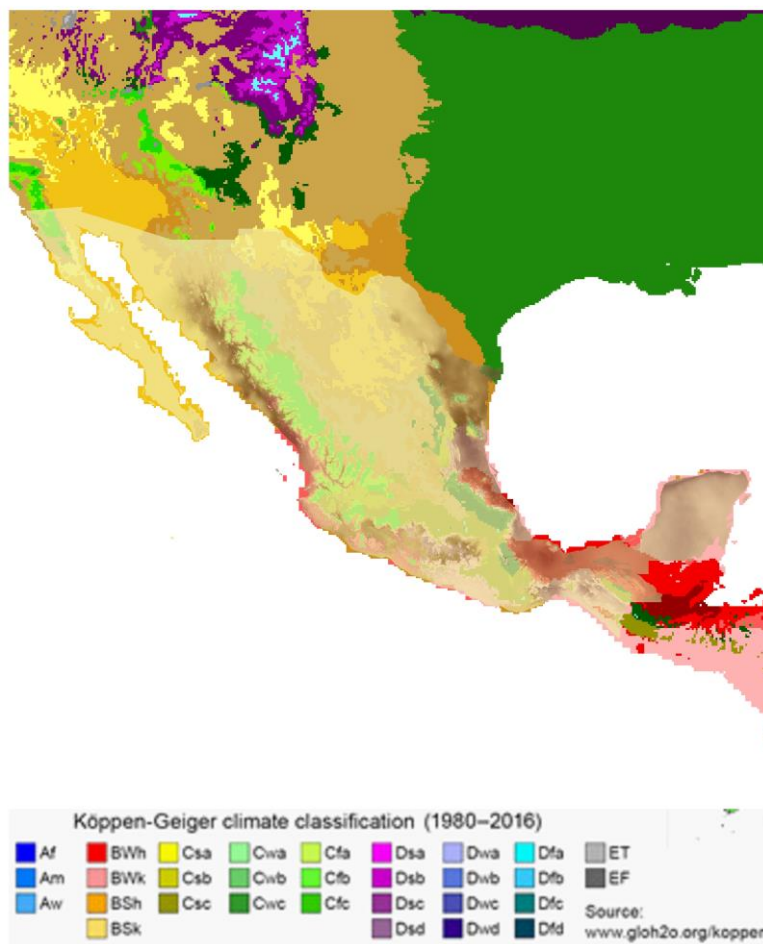 Köppen-Geiger climate classification (1980–2016)
Af BWh Csa Cwa Cfa Dsa Dwa Dfa ET
Am BWk Csb Cwb Cfb Dsb Dwb Dfb EF
Aw BSh Csc Cwc Cfc Dsc Dwc Dfc Source:
BSk Dsd Dwd Dfd www.gloh2o.org/koppen